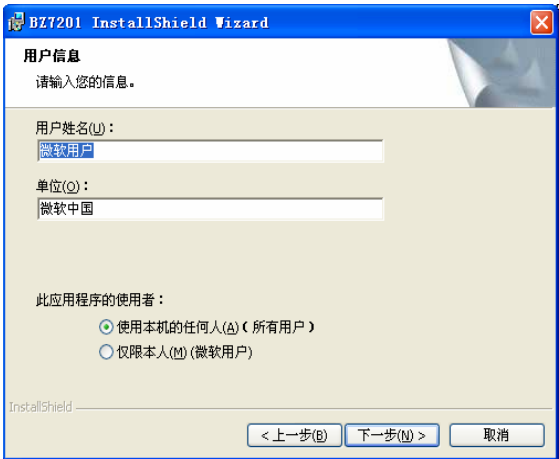 BZ7201 InstallShield Wizard
用户信息
请输入您的信息。
用户姓名(U)：
微软用户
单位(O)：
微软中国
此应用程序的使用者：
使用本机的任何人(A)(所有用户)
仅限本人(M)(微软用户)
InstallShield
<上一步(B) 下一步(N)> 取消